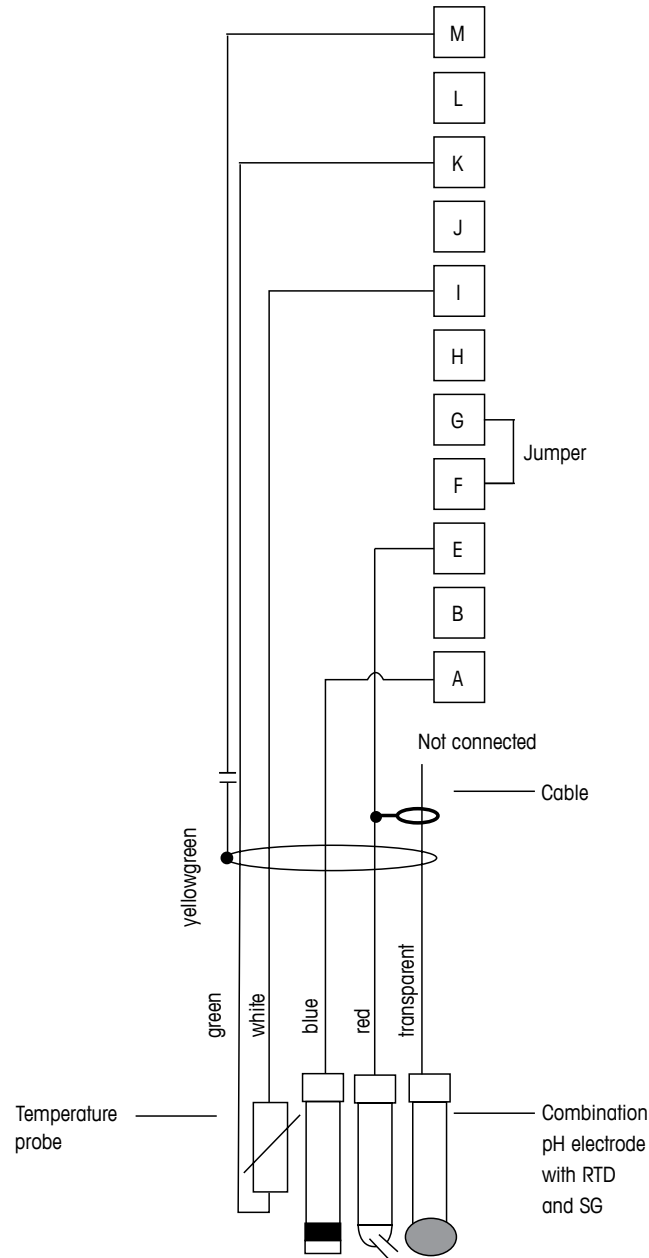 M
L
K
J
I
H
G
Jumper
F
E
B
A
Not connected
Cable
yellowgreen
green
white
blue
red
transparent
Temperature
probe
Combination
pH electrode
with RTD
and SG